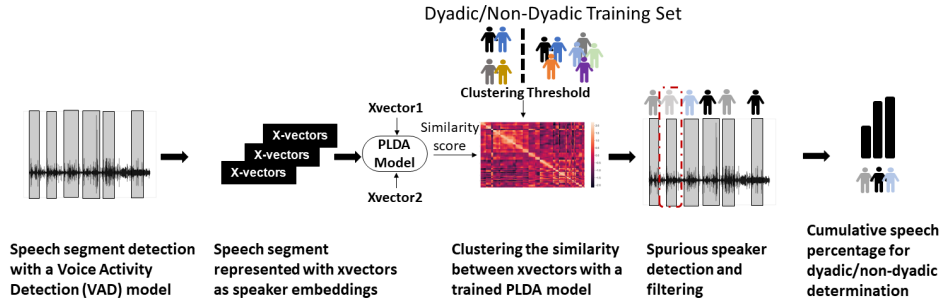 Dyadic/Non-Dyadic Training Set
Clustering Threshold
Xvector1
X-vectors
X-vectors
X-vectors
PLDA
Model
Similarity
score
Xvector2
Speech segment detection
with a Voice Activity
Detection (VAD) model
Speech segment
represented with xvectors
as speaker embeddings
Clustering the similarity
between xvectors with a
trained PLDA model
Spurious speaker
detection and
filtering
Cumulative speech
percentage for
dyadic/non-dyadic
determination